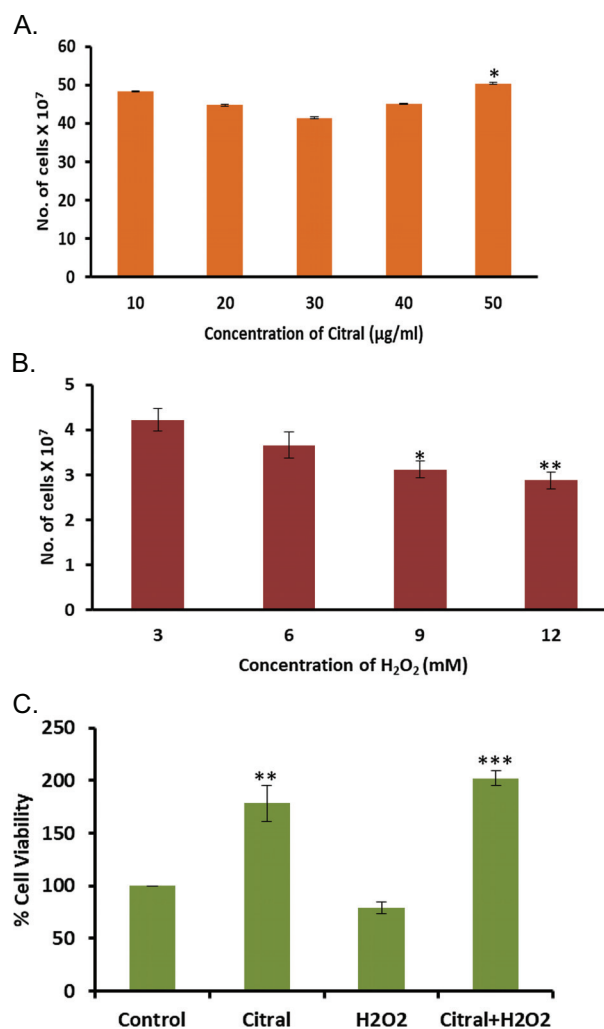 A.
No. of cells X 10⁷
60
50
40
30
20
10
0
*
10 20 30 40 50
Concentration of Citral (µg/ml)
B.
No. of cells X 10⁷
5
4
3
2
1
0
*
**
3 6 9 12
Concentration of H₂O₂ (mM)
C.
% Cell Viability
250
200
150
100
50
0
**
***
Control Citral H2O2 Citral+H2O2